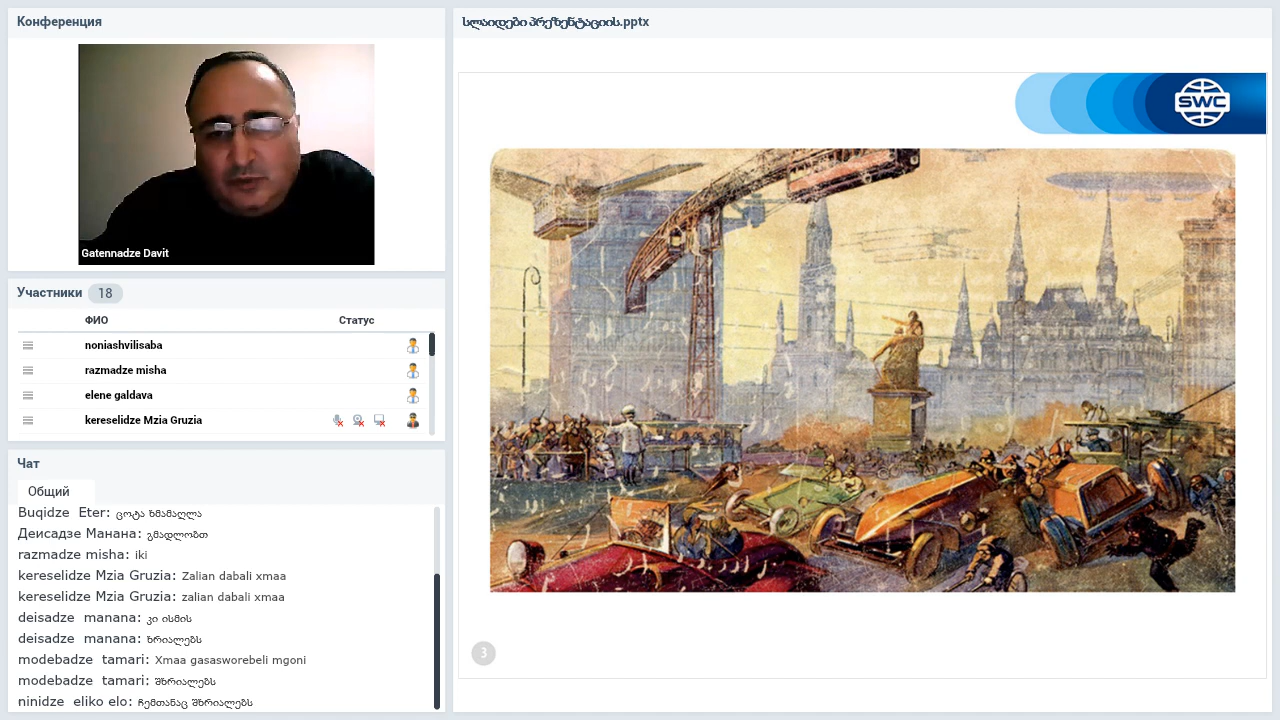 Конференция
Gatennadze Davit
Участники 18
ФИО Статус
noniashvilisaba
razmadze misha
elene galdava
kereselidze Mzia Gruzia
Чат
Общий
Buqidze Eter: ცოტა ხმამაღლა
Деисадзе Манана: გმადლობთ
razmadze misha: iki
kereselidze Mzia Gruzia: Zalian dabali xmaa
kereselidze Mzia Gruzia: zalian dabali xmaa
deisadze manana: კი ისმის
deisadze manana: ხრიალებს
modebadze tamari: Xmaa gasasworebeli mgoni
modebadze tamari: შხრიალებს
ninidze eliko elo: ჩემთანაც შხრიალებს
სლაიდები პრეზენტაციის.pptx
SWC
3